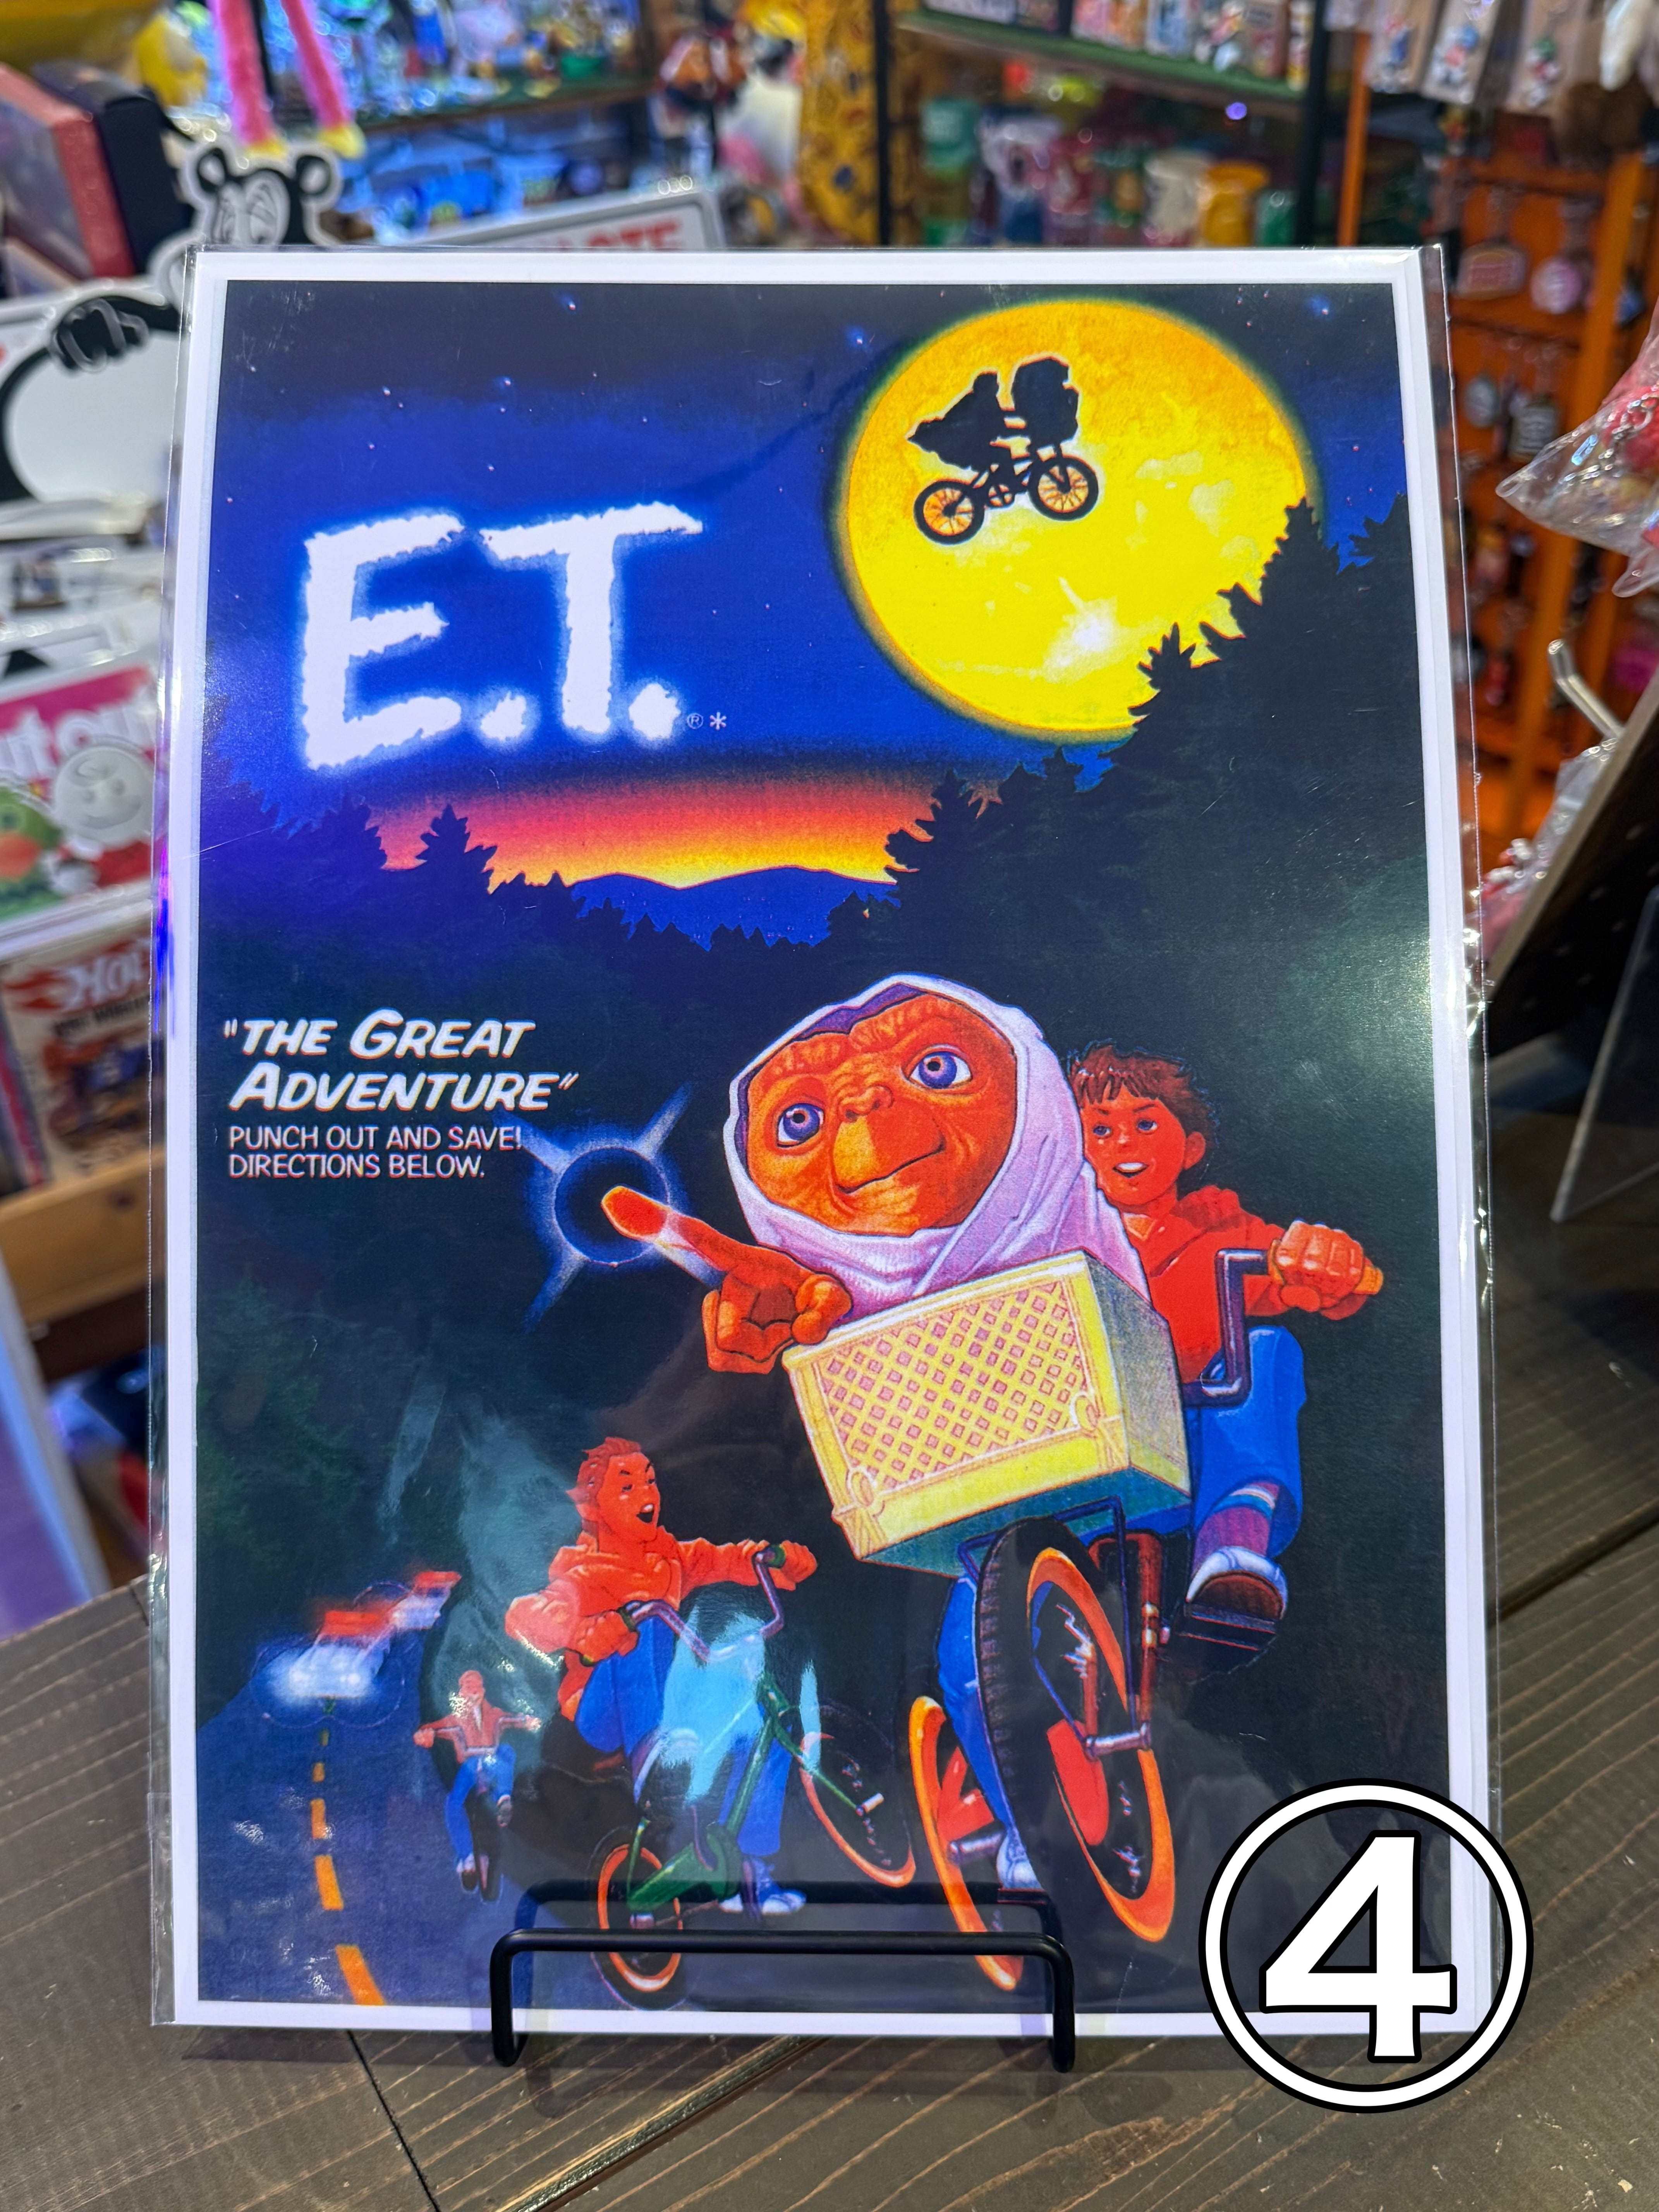 E.T.®*
"THE GREAT
ADVENTURE"
PUNCH OUT AND SAVE!
DIRECTIONS BELOW.
④